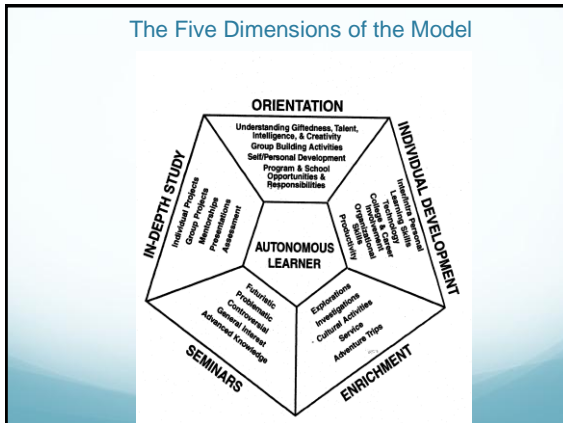 The Five Dimensions of the Model
ORIENTATION
Understanding Giftedness, Talent,
Intelligence, & Creativity
Group Building Activities
Self/Personal Development
Program & School
Opportunities &
Responsibilities
INDIVIDUAL DEVELOPMENT
Inter/Intra Personal
Learning Skills
Technology
College & Career
Involvement
Organizational
Skills
Productivity
ENRICHMENT
Explorations
Investigations
Cultural Activities
Service
Adventure Trips
SEMINARS
Futuristic
Problematic
Controversial
General Interest
Advanced Knowledge
IN-DEPTH STUDY
Individual Projects
Group Projects
Mentorships
Presentations
Assessment
AUTONOMOUS
LEARNER